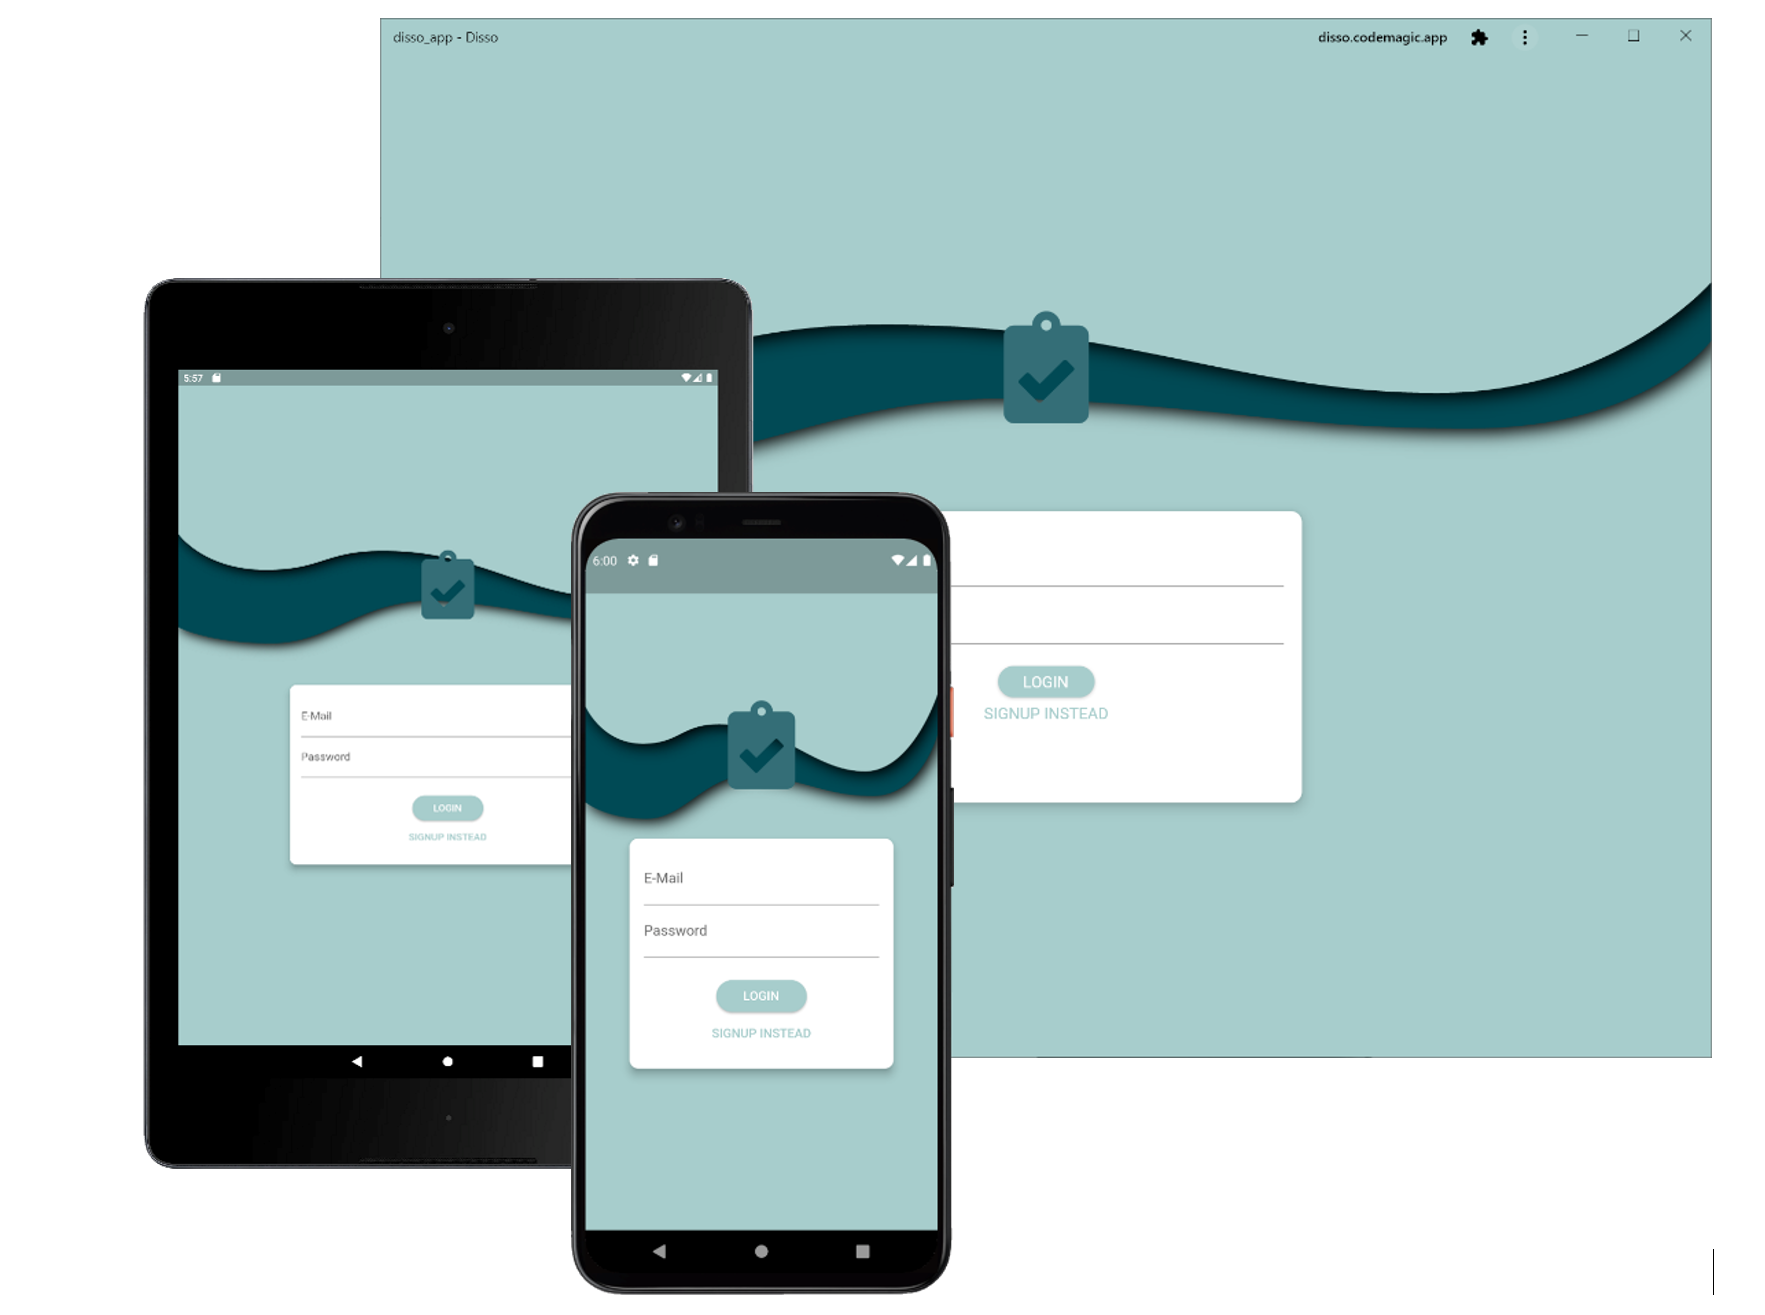 disso_app - Disso
disso.codemagic.app
LOGIN
SIGNUP INSTEAD
5:57
E-Mail
Password
LOGIN
SIGNUP INSTEAD
6:00
E-Mail
Password
LOGIN
SIGNUP INSTEAD